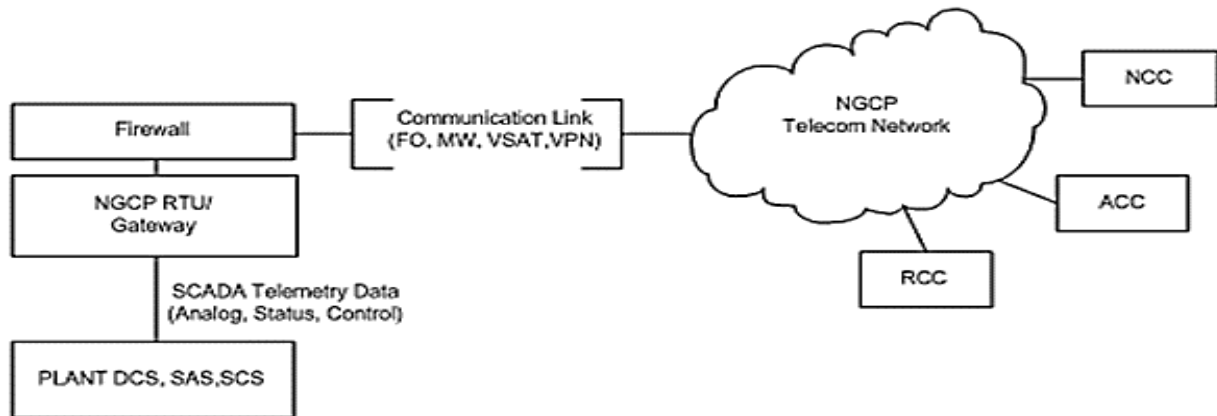 Firewall
NGCP RTU/
Gateway
SCADA Telemetry Data
(Analog, Status, Control)
PLANT DCS, SAS,SCS
Communication Link
(FO, MW, VSAT,VPN)
NGCP
Telecom Network
NCC
ACC
RCC